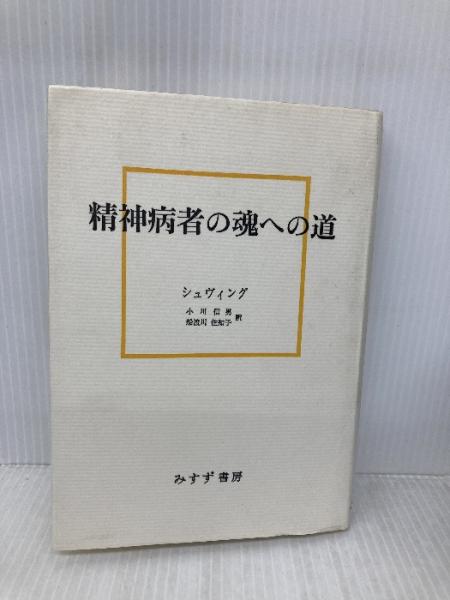 精神病者の魂への道
シュヴィング
小川信男
船渡川佐知子 訳
みすず書房